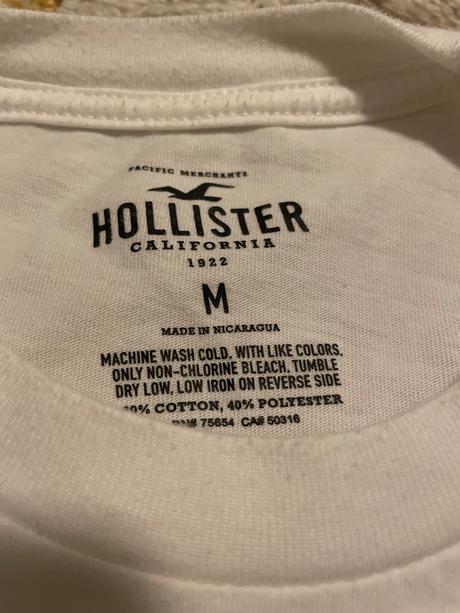 PACIFIC MERCHANTS
HOLLISTER
CALIFORNIA
1922
M
MADE IN NICARAGUA
MACHINE WASH COLD, WITH LIKE COLORS.
ONLY NON-CHLORINE BLEACH. TUMBLE
DRY LOW. LOW IRON ON REVERSE SIDE
COTTON, 40% POLYESTER
75654 CA# 50316